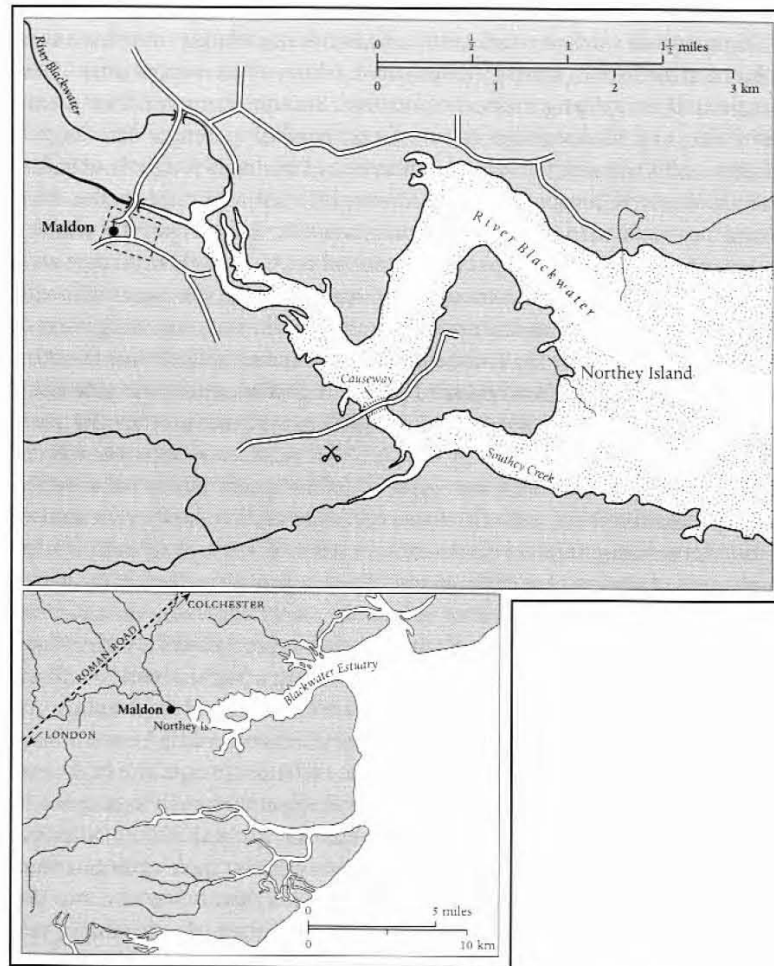 0 ½ 1 1½ miles
0 1 2 3 km
River Blackwater
Maldon
River Blackwater
Causeway
Northey Island
Southey Creek
COLCHESTER
ROMAN ROAD
Blackwater Estuary
Maldon
Northey Is.
LONDON
0 5 miles
0 10 km